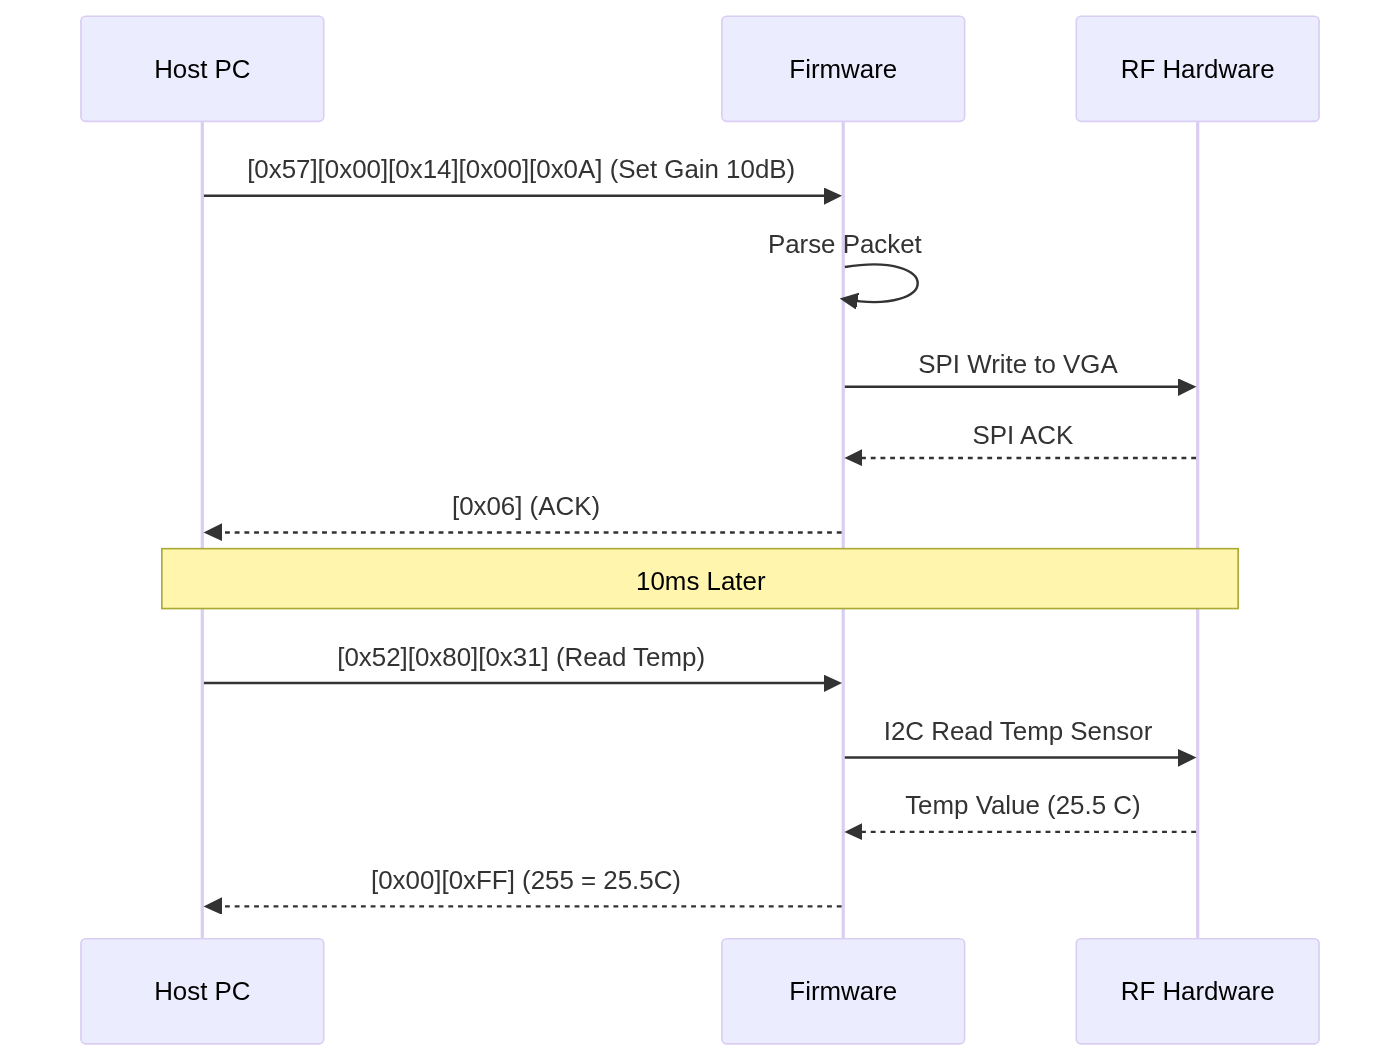 Host PC
Firmware
RF Hardware
[0x57][0x00][0x14][0x00][0x0A] (Set Gain 10dB)
Parse Packet
SPI Write to VGA
SPI ACK
[0x06] (ACK)
10ms Later
[0x52][0x80][0x31] (Read Temp)
I2C Read Temp Sensor
Temp Value (25.5 C)
[0x00][0xFF] (255 = 25.5C)
Host PC
Firmware
RF Hardware